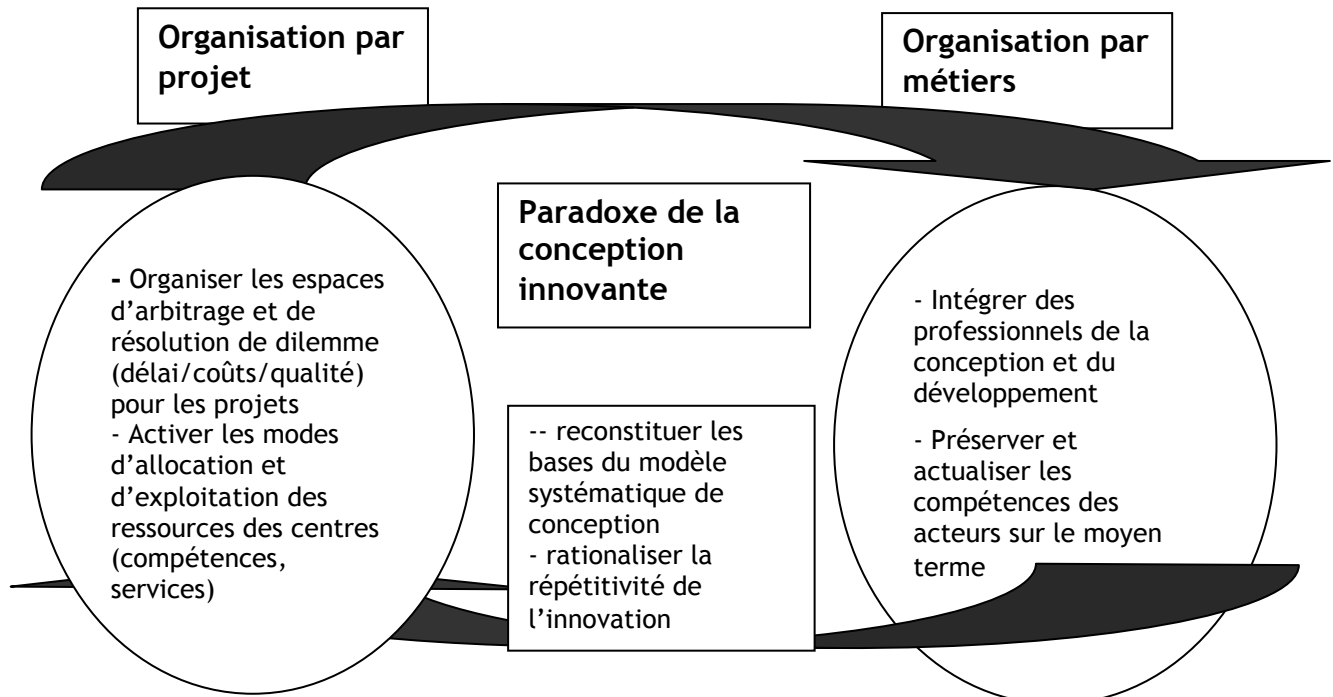 Organisation par
projet
Organisation par
métiers
Paradoxe de la
conception
innovante
- Organiser les espaces
d’arbitrage et de
résolution de dilemme
(délai/coûts/qualité)
pour les projets
- Activer les modes
d’allocation et
d’exploitation des
ressources des centres
(compétences,
services)
-- reconstituer les
bases du modèle
systématique de
conception
- rationaliser la
répétitivité de
l’innovation
- Intégrer des
professionnels de la
conception et du
développement
- Préserver et
actualiser les
compétences des
acteurs sur le moyen
terme